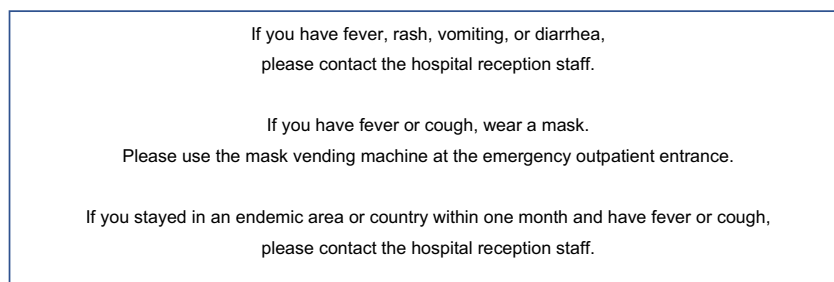 If you have fever, rash, vomiting, or diarrhea,
please contact the hospital reception staff.
If you have fever or cough, wear a mask.
Please use the mask vending machine at the emergency outpatient entrance.
If you stayed in an endemic area or country within one month and have fever or cough,
please contact the hospital reception staff.